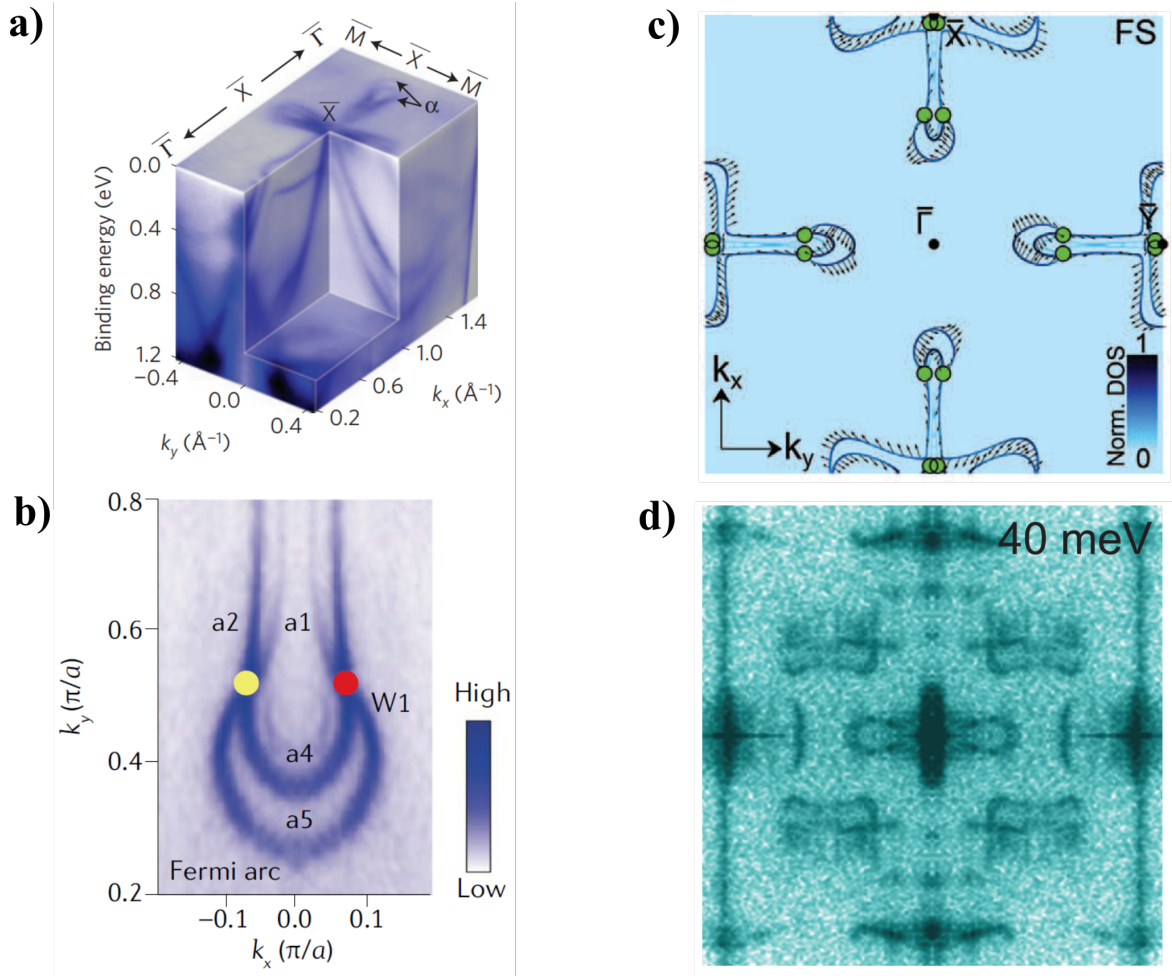 a)
Γ̅
X̅
Γ̅
M̅
X̅
M̅
X̅
α
Binding energy (eV)
0.0
0.4
0.8
1.2
−0.4
0.0
0.4
k_y (Å⁻¹)
0.2
0.6
1.0
1.4
k_x (Å⁻¹)
b)
0.8
0.6
0.4
0.2
k_y (π/a)
a2
a1
W1
a4
a5
Fermi arc
−0.1
0.0
0.1
k_x (π/a)
High
Low
c)
FS
X̅
Γ̅
Y̅
k_x
k_y
Norm. DOS
1
0
d)
40 meV